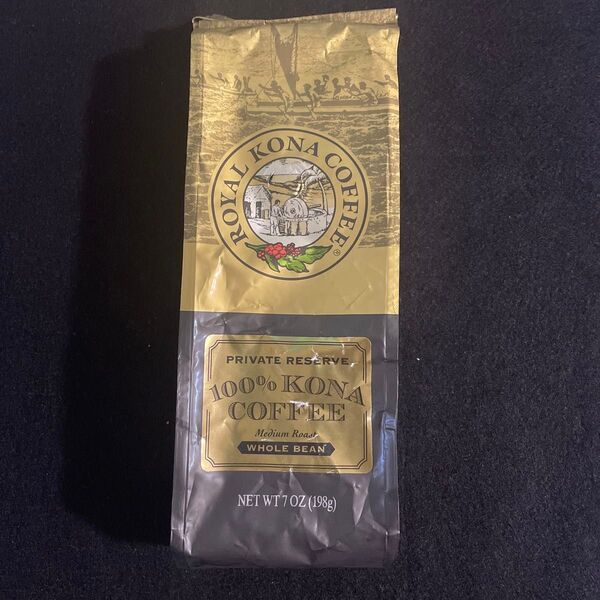 ROYAL KONA COFFEE
®
PRIVATE RESERVE
100% KONA
COFFEE
Medium Roast
WHOLE BEAN
NET WT 7 OZ (198g)